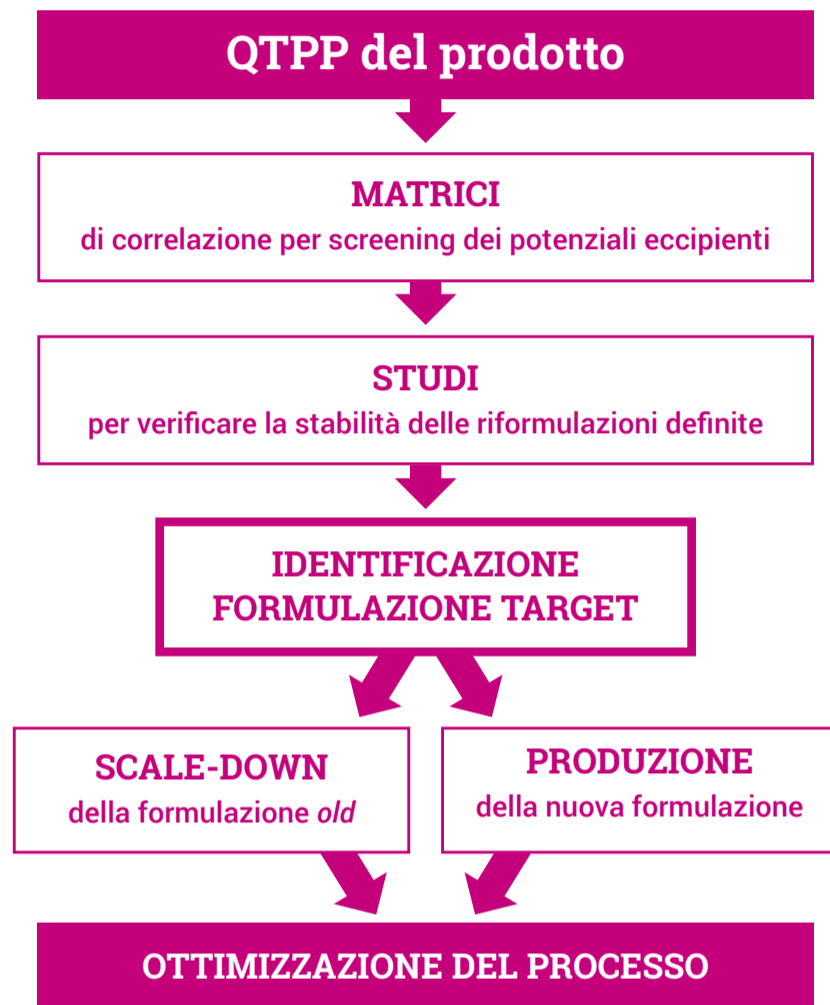 QTPP del prodotto
MATRICI
di correlazione per screening dei potenziali eccipienti
STUDI
per verificare la stabilità delle riformulazioni definite
IDENTIFICAZIONE
FORMULAZIONE TARGET
SCALE-DOWN
della formulazione old
PRODUZIONE
della nuova formulazione
OTTIMIZZAZIONE DEL PROCESSO